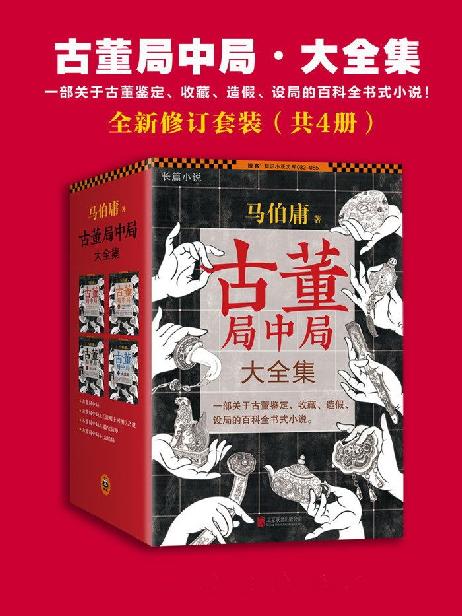 古董局中局·大全集
一部关于古董鉴定、收藏、造假、设局的百科全书式小说！
全新修订套装（共4册）
长篇小说
马伯庸 著
古董
局中局
大全集
一部关于古董鉴定、收藏、造假、
设局的百科全书式小说。
马伯庸 著
古董局中局
大全集